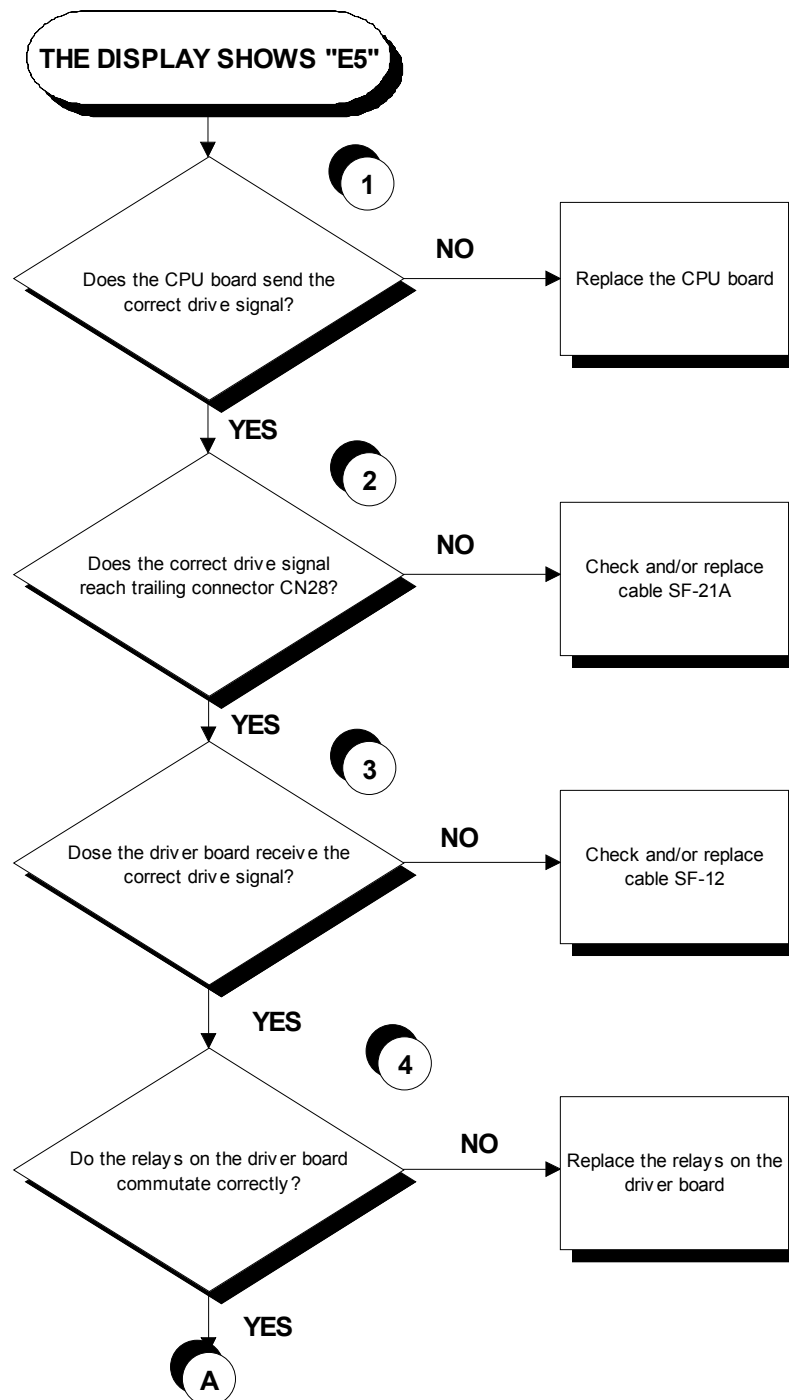 THE DISPLAY SHOWS "E5"
1
Does the CPU board send the
correct drive signal?
NO
Replace the CPU board
YES
2
Does the correct drive signal
reach trailing connector CN28?
NO
Check and/or replace
cable SF-21A
YES
3
Dose the driver board receive the
correct drive signal?
NO
Check and/or replace
cable SF-12
YES
4
Do the relays on the driver board
commutate correctly?
NO
Replace the relays on the
driver board
YES
A